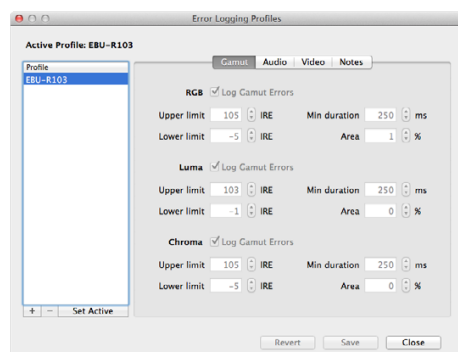 Error Logging Profiles
Active Profile: EBU-R103
Profile
EBU-R103
+ - Set Active
Gamut Audio Video Notes
RGB Log Gamut Errors
Upper limit 105 IRE Min duration 250 ms
Lower limit -5 IRE Area 1 %
Luma Log Gamut Errors
Upper limit 103 IRE Min duration 250 ms
Lower limit -1 IRE Area 0 %
Chroma Log Gamut Errors
Upper limit 105 IRE Min duration 250 ms
Lower limit -5 IRE Area 0 %
Revert Save Close